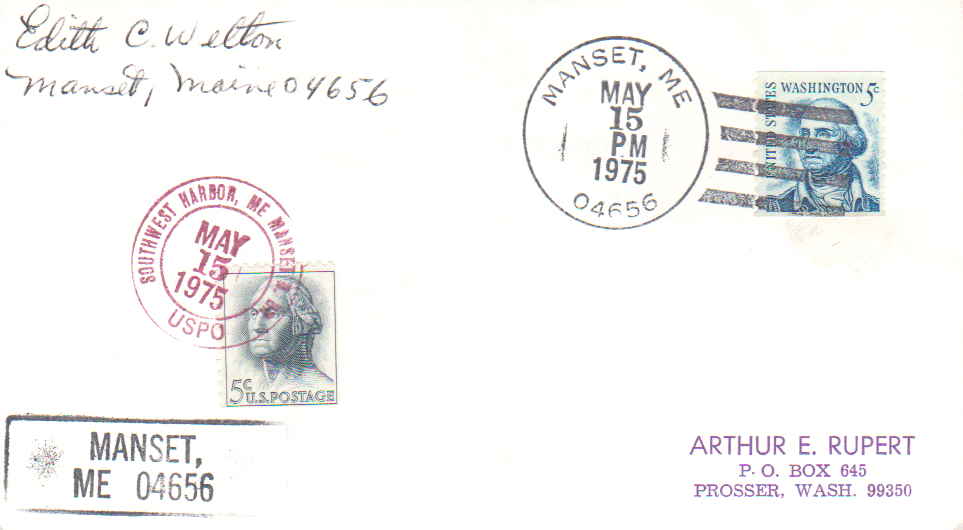 Edith C. Welton
Manset, Maine 04656
MANSET, ME
MAY
15
PM
1975
04656
UNITED STATES
WASHINGTON 5c
SOUTHWEST HARBOR, ME MANSET
MAY
15
1975
USPO
5c
U.S. POSTAGE
MANSET,
ME 04656
ARTHUR E. RUPERT
P. O. BOX 645
PROSSER, WASH. 99350